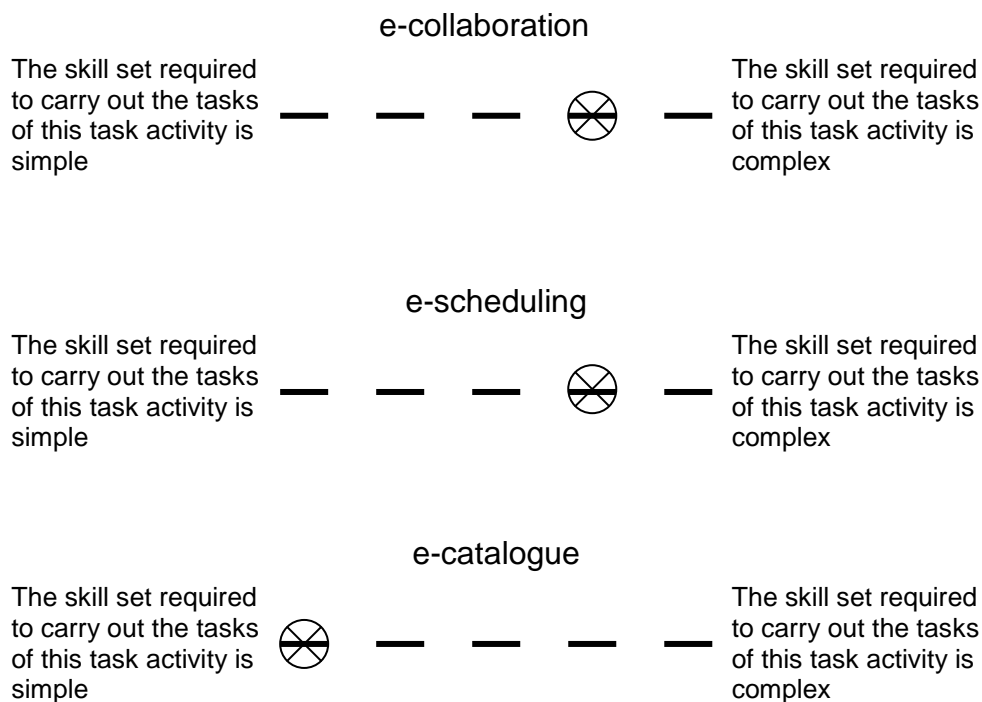 e-collaboration
The skill set required
to carry out the tasks
of this task activity is
simple
The skill set required
to carry out the tasks
of this task activity is
complex
e-scheduling
The skill set required
to carry out the tasks
of this task activity is
simple
The skill set required
to carry out the tasks
of this task activity is
complex
e-catalogue
The skill set required
to carry out the tasks
of this task activity is
simple
The skill set required
to carry out the tasks
of this task activity is
complex